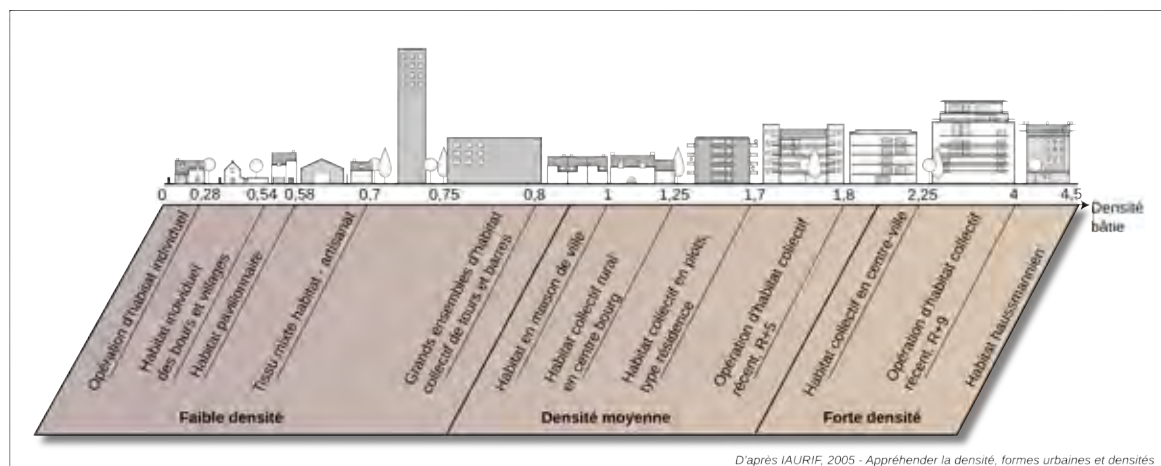 0 0,28 0,54 0,58 0,7 0,75 0,8 1 1,25 1,7 1,8 2,25 4 4,5
Densité
bâtie
Opération d'habitat individuel
Habitat individuel
des bours et villages
Habitat pavillonnaire
Tissu mixte habitat - artisanat
Grands ensembles d'habitat
collectif de tours et barres
Habitat en maison de ville
Habitat collectif rural
en centre bourg
Habitat collectif en plots,
type résidence
Opération d'habitat collectif
récent, R+5
Habitat collectif en centre-ville
Opération d'habitat collectif
récent, R+9
Habitat haussmannien
Faible densité
Densité moyenne
Forte densité
D'après IAURIF, 2005 - Appréhender la densité, formes urbaines et densités